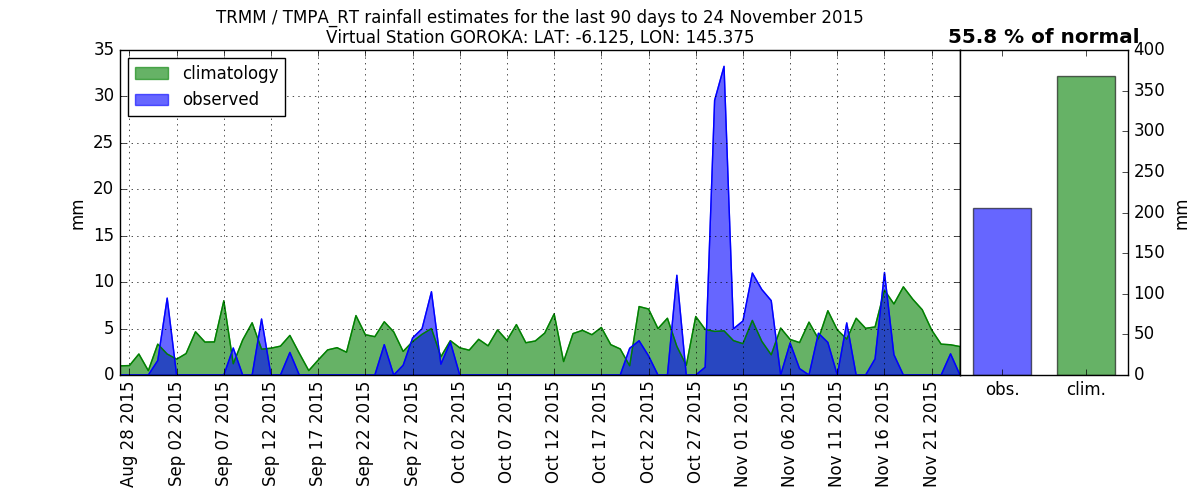 TRMM / TMPA_RT rainfall estimates for the last 90 days to 24 November 2015
Virtual Station GOROKA: LAT: -6.125, LON: 145.375
55.8 % of normal
climatology
observed
35
30
25
20
15
10
5
0
mm
Aug 28 2015
Sep 02 2015
Sep 07 2015
Sep 12 2015
Sep 17 2015
Sep 22 2015
Sep 27 2015
Oct 02 2015
Oct 07 2015
Oct 12 2015
Oct 17 2015
Oct 22 2015
Oct 27 2015
Nov 01 2015
Nov 06 2015
Nov 11 2015
Nov 16 2015
Nov 21 2015
obs.
clim.
400
350
300
250
200
150
100
50
0
mm